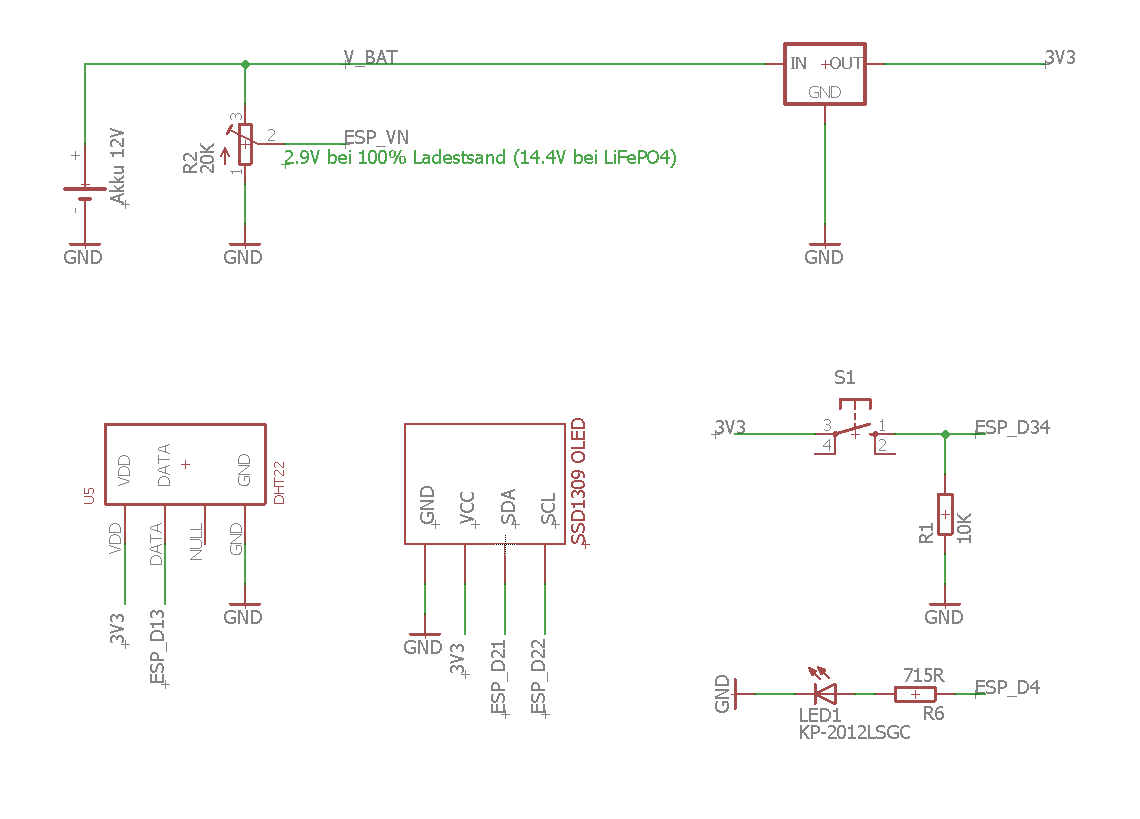 V_BAT
IN +OUT
GND
3V3
+
Akku 12V
-
GND
3
R2
20K
2
1
ESP_VN
2.9V bei 100% Ladestsand (14.4V bei LiFePO4)
GND
GND
U5
VDD
DATA
GND
DHT22
VDD
DATA
NULL
GND
3V3
ESP_D13
GND
GND
VCC
SDA
SCL
SSD1309 OLED
GND
3V3
ESP_D21
ESP_D22
S1
3V3
3
1
4
2
ESP_D34
R1
10K
GND
GND
LED1
KP-2012LSGC
715R
R6
ESP_D4